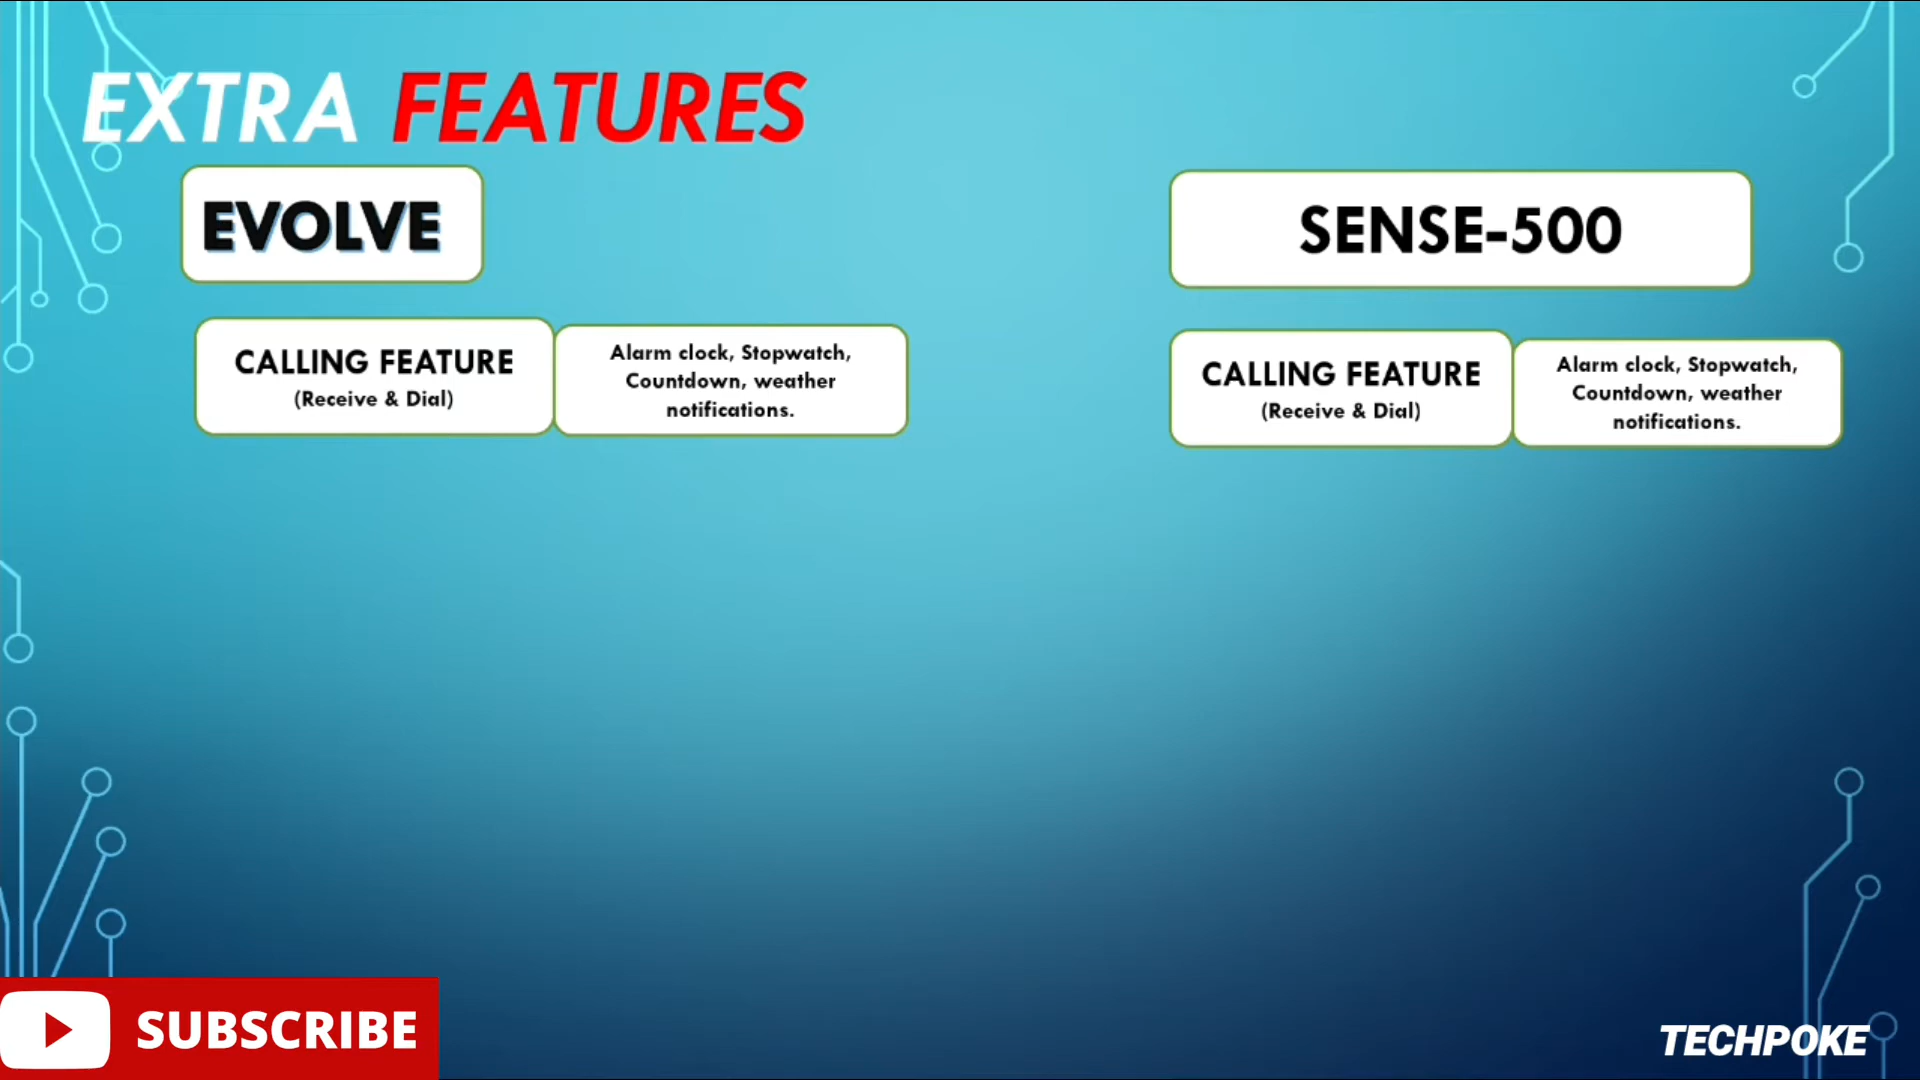 EXTRA FEATURES
EVOLVE
CALLING FEATURE
(Receive & Dial)
Alarm clock, Stopwatch,
Countdown, weather
notifications.
SENSE-500
CALLING FEATURE
(Receive & Dial)
Alarm clock, Stopwatch,
Countdown, weather
notifications.
SUBSCRIBE
TECHPOKE